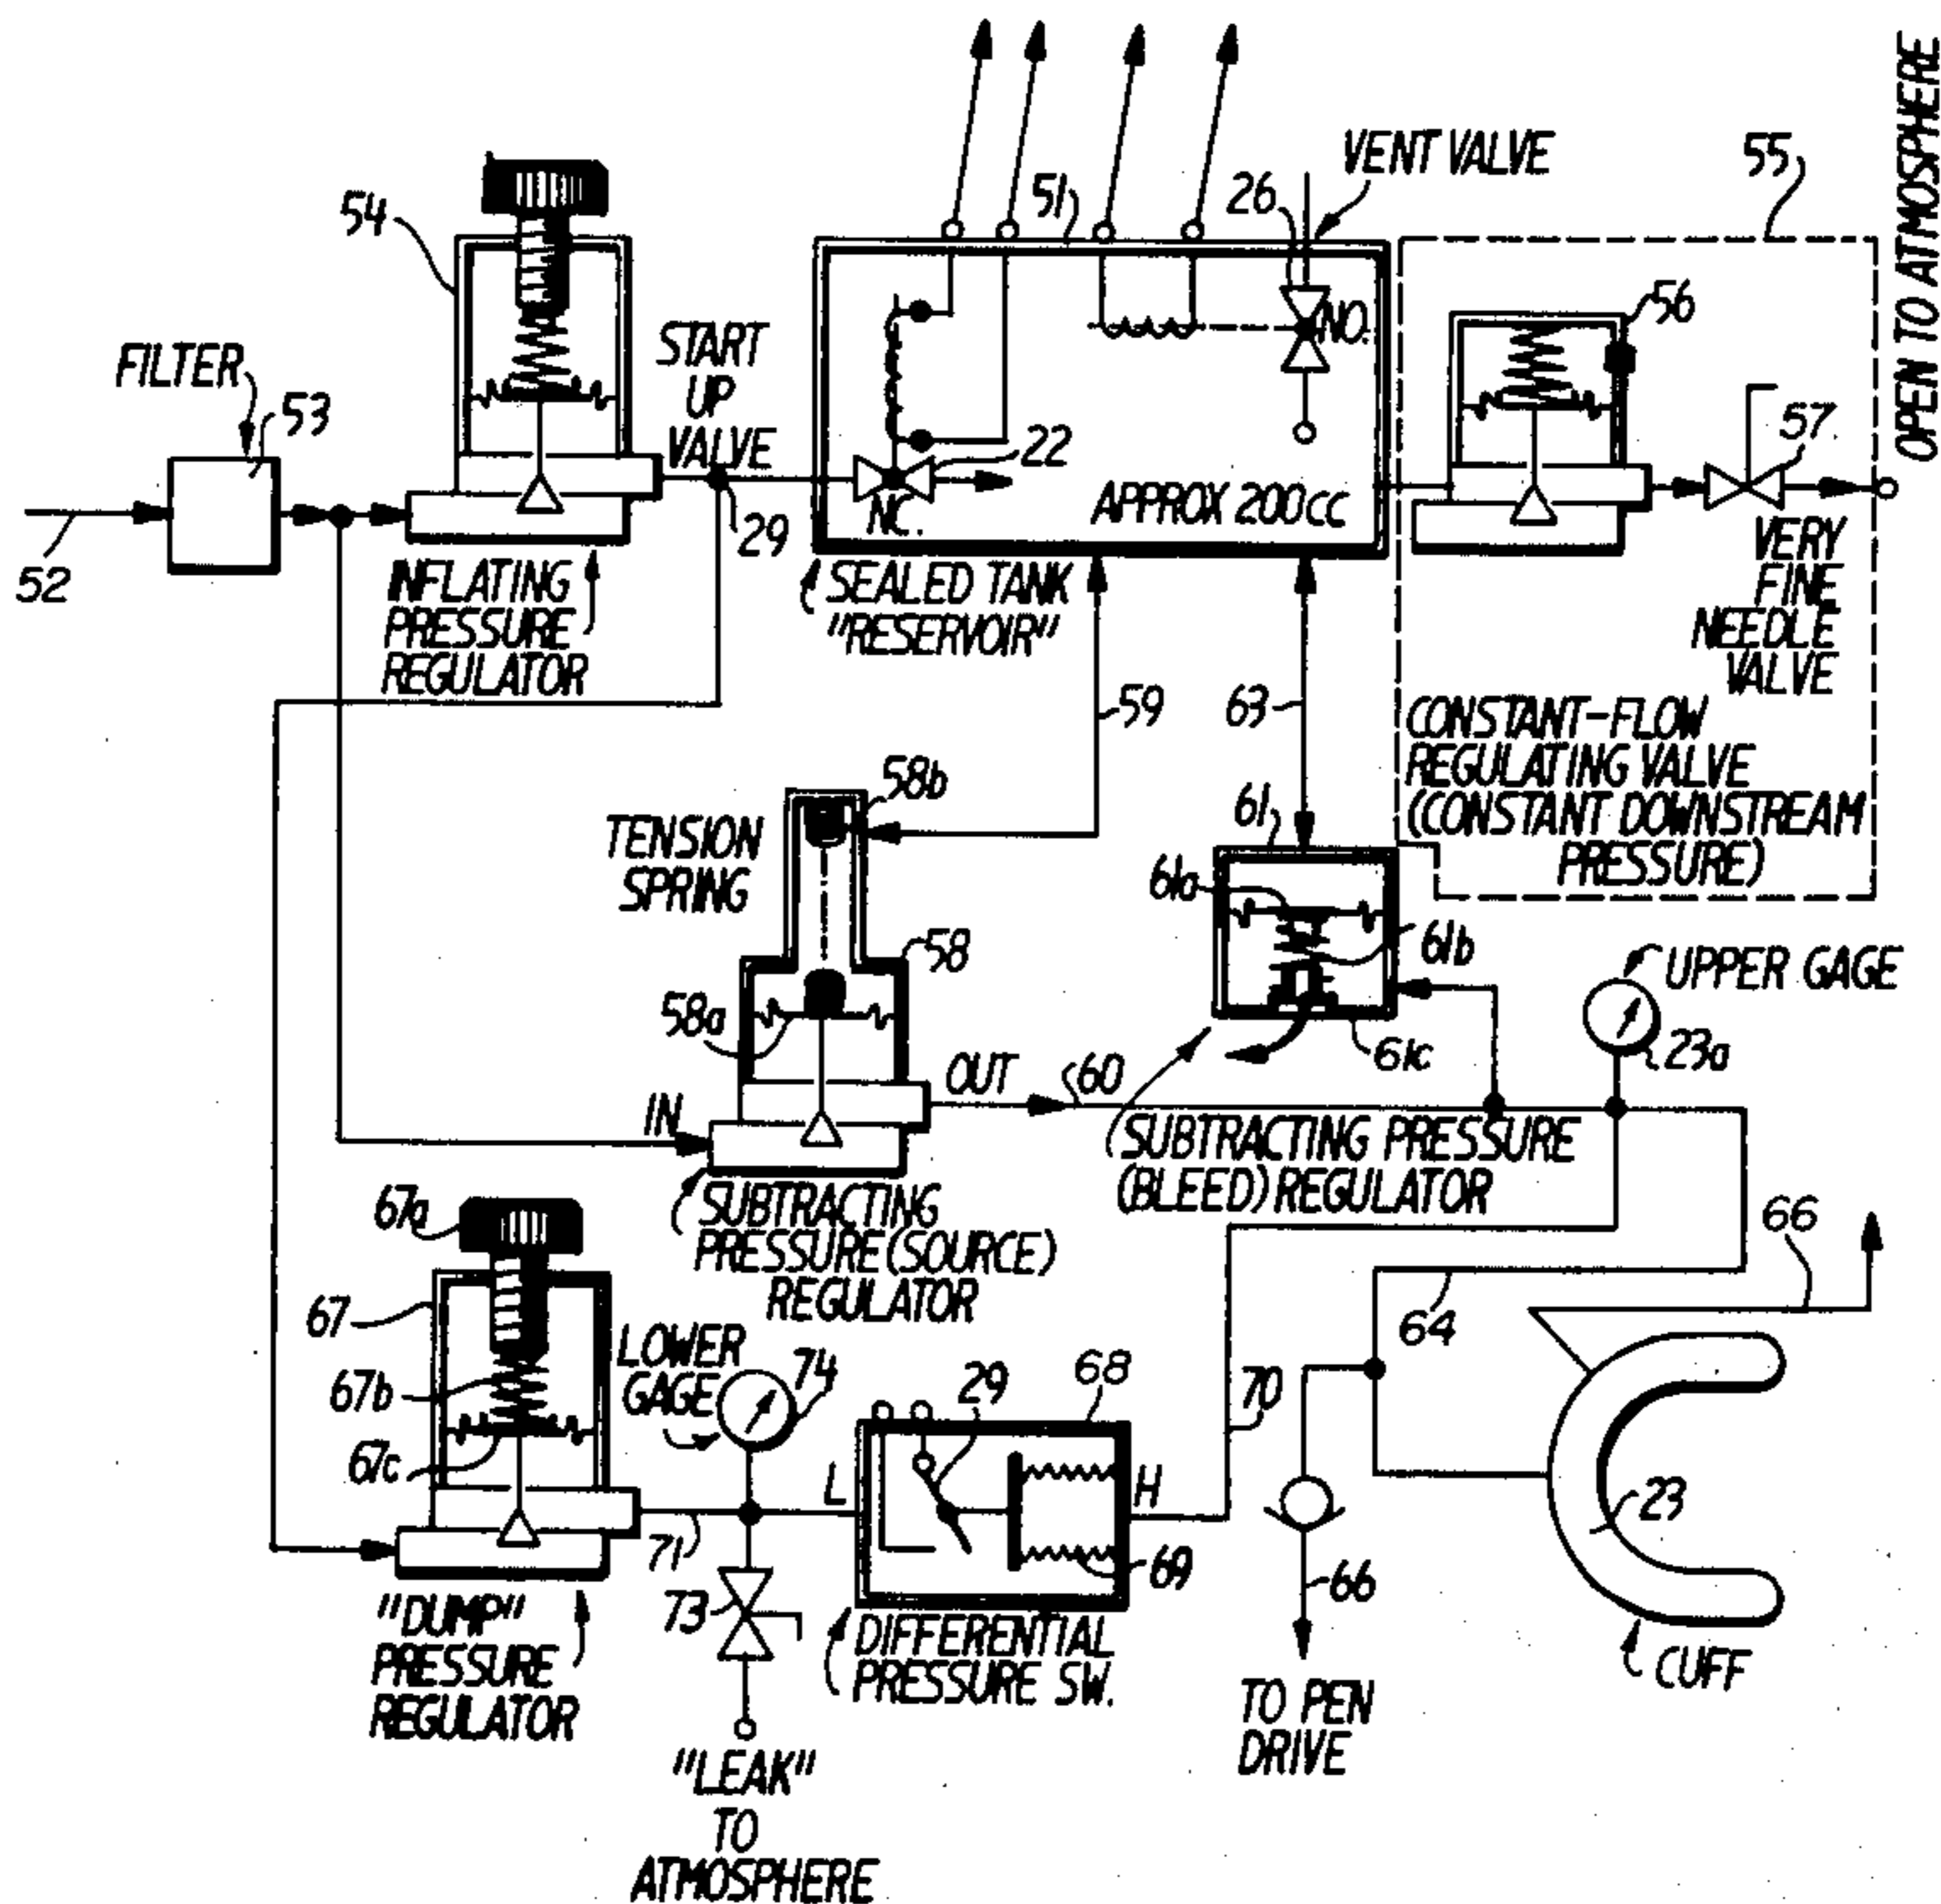 OPEN TO ATMOSPHERE
VENT VALVE
55
54
51
26
START
UP
VALVE
NO.
56
FILTER
53
57
22
APPROX 200CC
NC.
29
52
INFLATING
PRESSURE
REGULATOR
SEALED TANK
"RESERVOIR"
VERY
FINE
NEEDLE
VALVE
59
63
CONSTANT-FLOW
REGULATING VALVE
(CONSTANT DOWNSTREAM
PRESSURE)
58b
TENSION
SPRING
61
61a
61b
58
58a
UPPER GAGE
23a
61c
OUT
60
IN
SUBTRACTING PRESSURE
(BLEED) REGULATOR
SUBTRACTING
PRESSURE (SOURCE)
REGULATOR
67a
66
67
LOWER
GAGE
74
68
64
29
70
67b
67c
L
H
23
71
69
66
73
"DUMP"
PRESSURE
REGULATOR
DIFFERENTIAL
PRESSURE SW.
CUFF
TO PEN
DRIVE
"LEAK"
TO
ATMOSPHERE